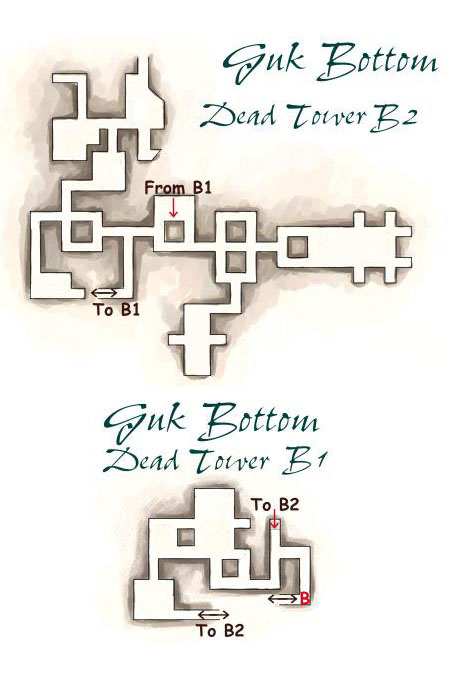 Guk Bottom
Dead Tower B2
From B1
To B1
Guk Bottom
Dead Tower B1
To B2
B
To B2